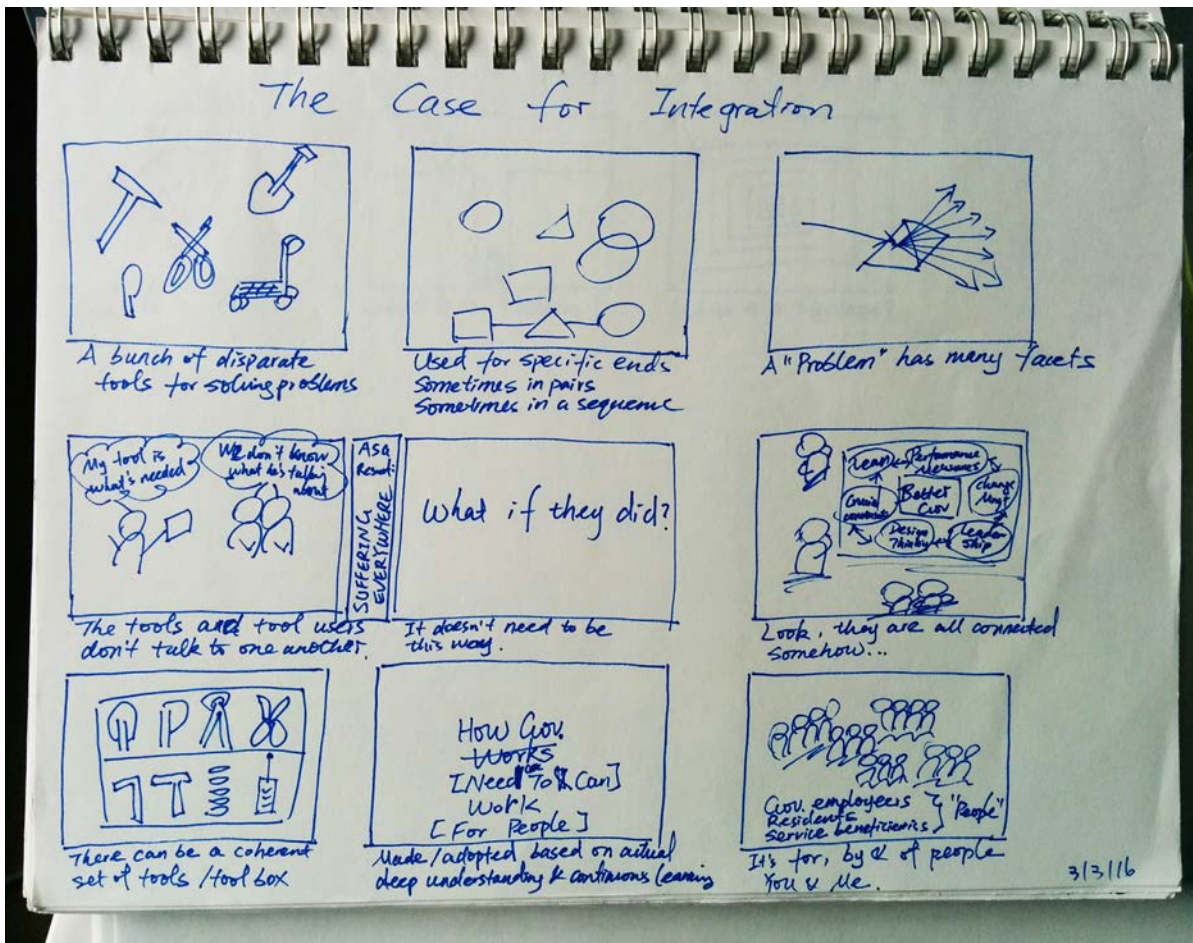 The Case for Integration
A bunch of disparate
tools for solving problems
Used for specific ends
Sometimes in pairs
Sometimes in a sequence
A "Problem" has many facets
My tool is
what's needed
We don't know
what he's talking
about
The tools and tool users
don't talk to one another.
As a
Result:
SUFFERING
EVERYWHERE
What if they did?
It doesn't need to be
this way.
Lean
Performance
Measures
change
Mngt
Leader
ship
Design
Thinking
Crucial
Better
Gov
Look, they are all connected
somehow...
There can be a coherent
set of tools / tool box
How Gov.
Works
[Need To & Can]
Work
[For People]
Made/adopted based on actual
deep understanding & continuous learning
Gov. employees
Residents
Service beneficiaries
"People"
It's for, by & of people
You & Me.
3/3/16